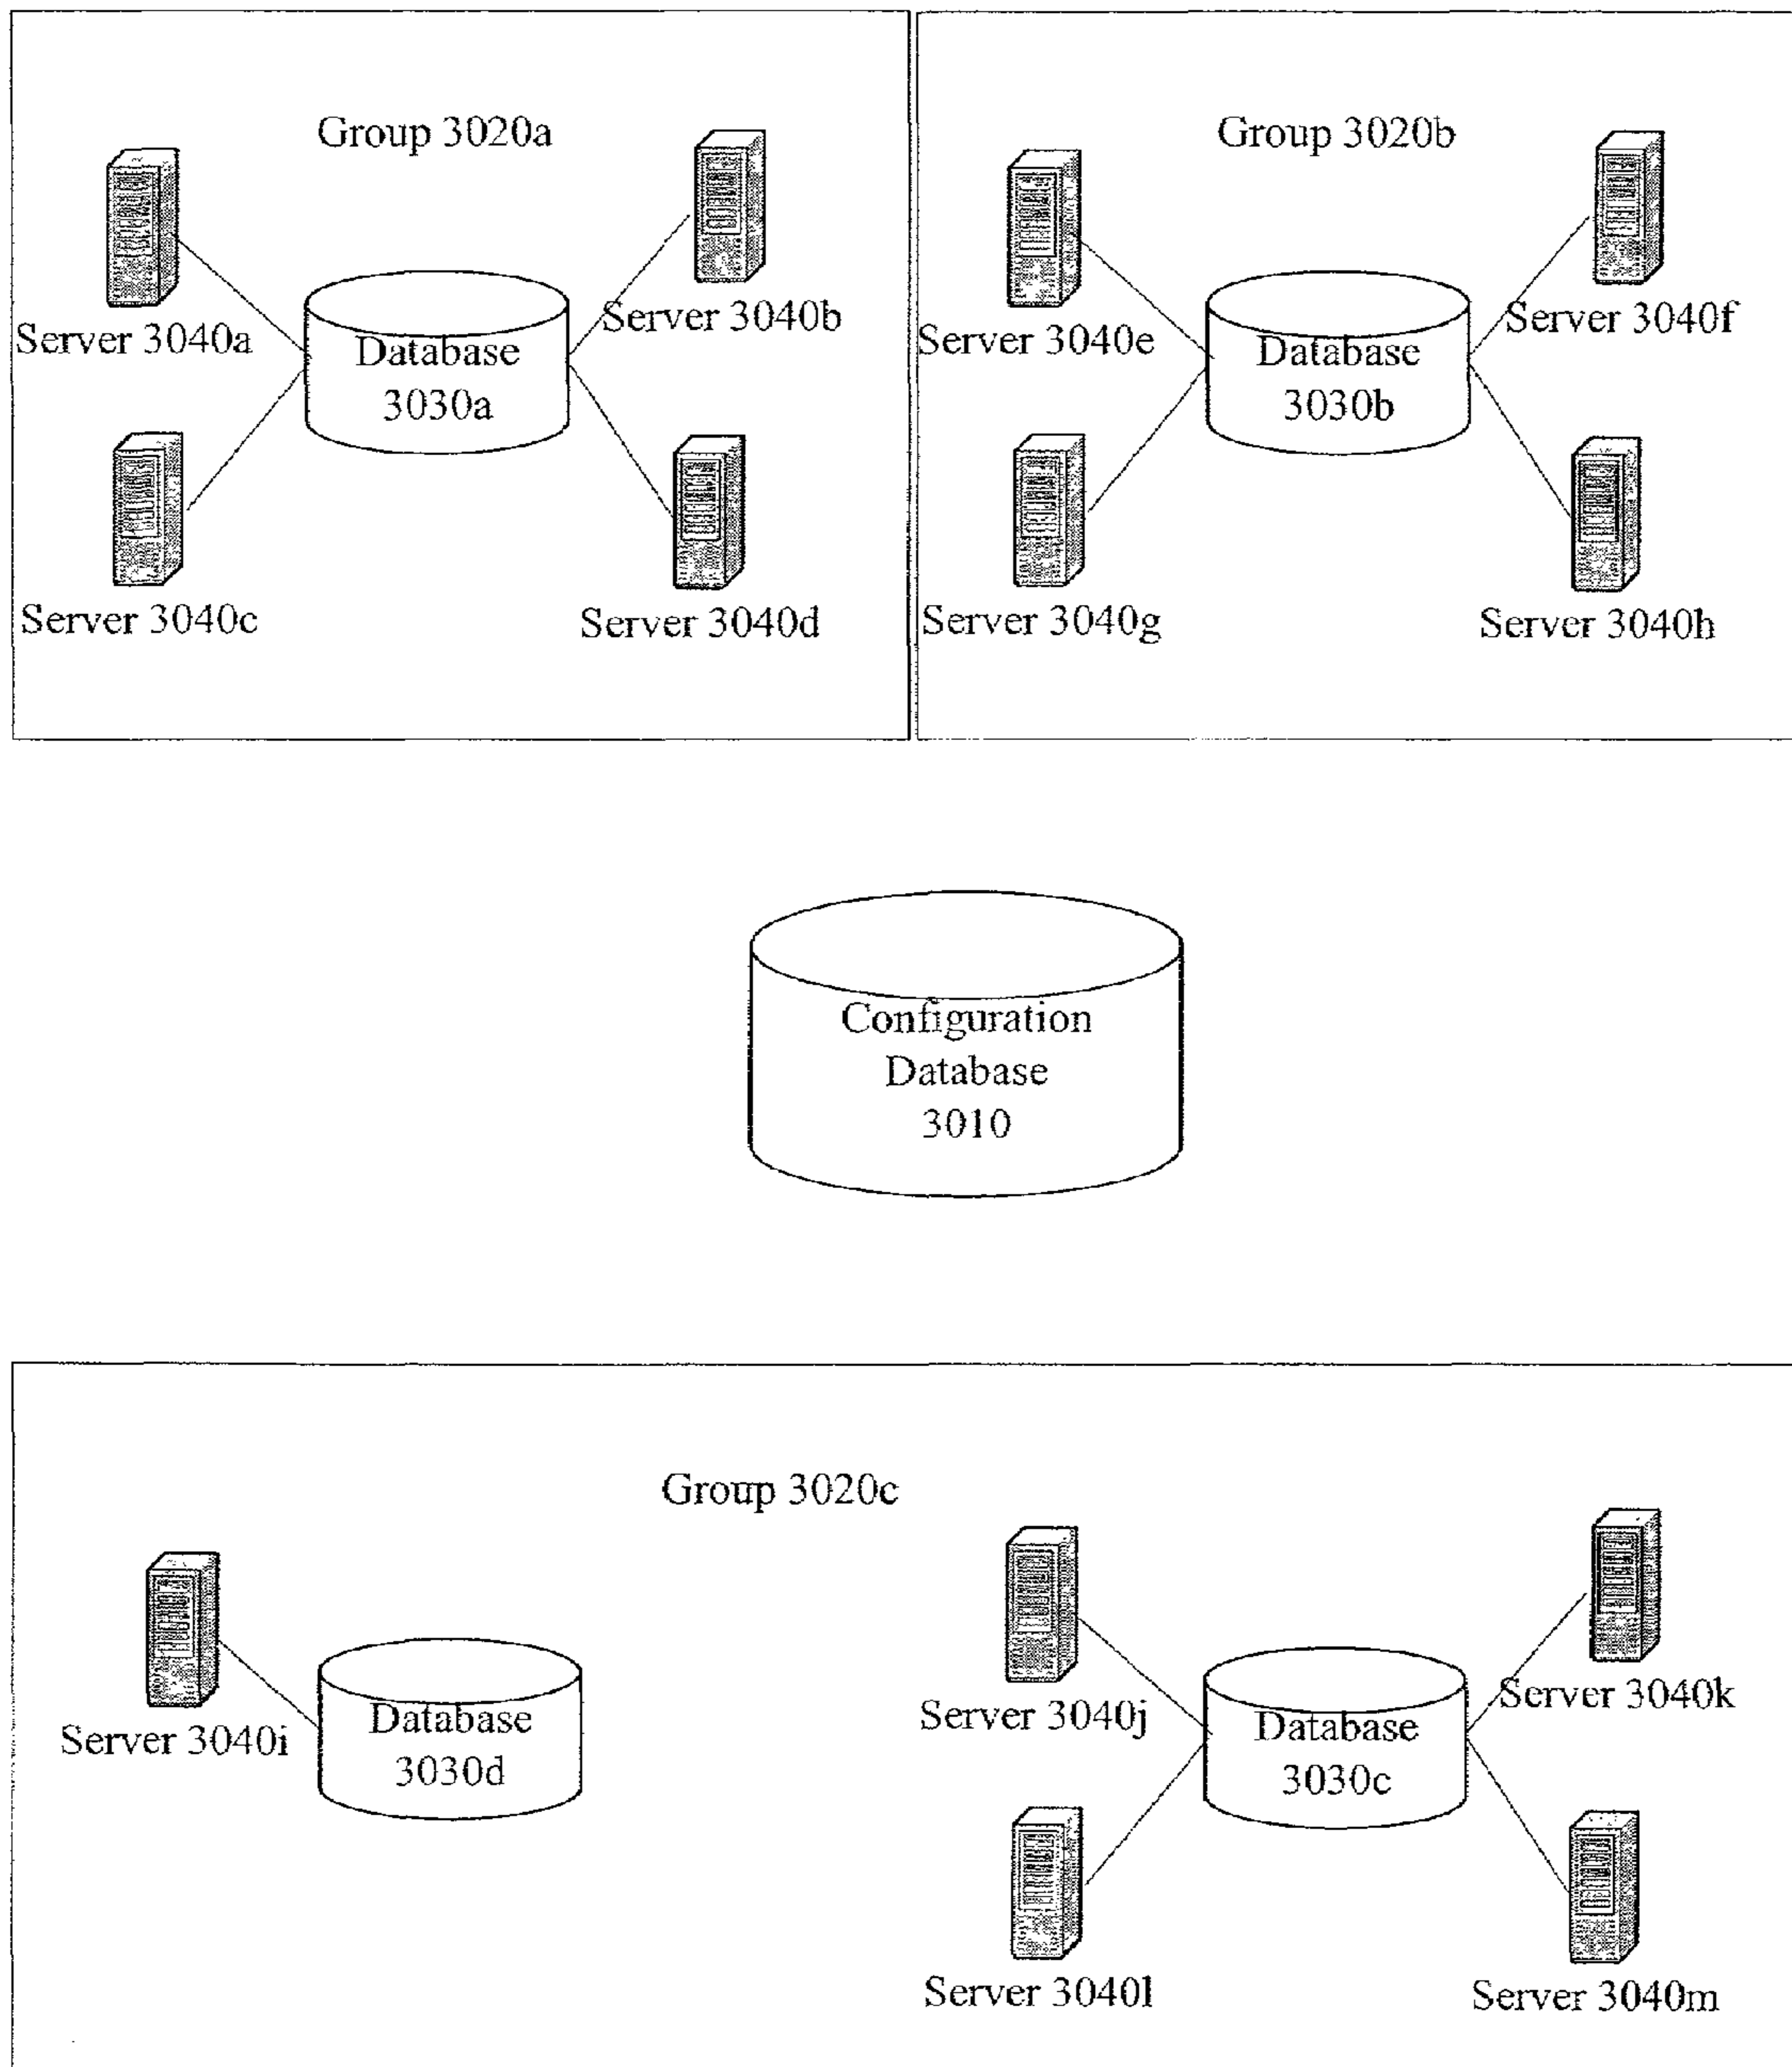 Group 3020a
Server 3040a
Server 3040b
Database
3030a
Server 3040c
Server 3040d
Group 3020b
Server 3040e
Server 3040f
Database
3030b
Server 3040g
Server 3040h
Configuration
Database
3010
Group 3020c
Server 3040i
Database
3030d
Server 3040j
Server 3040k
Database
3030c
Server 3040l
Server 3040m